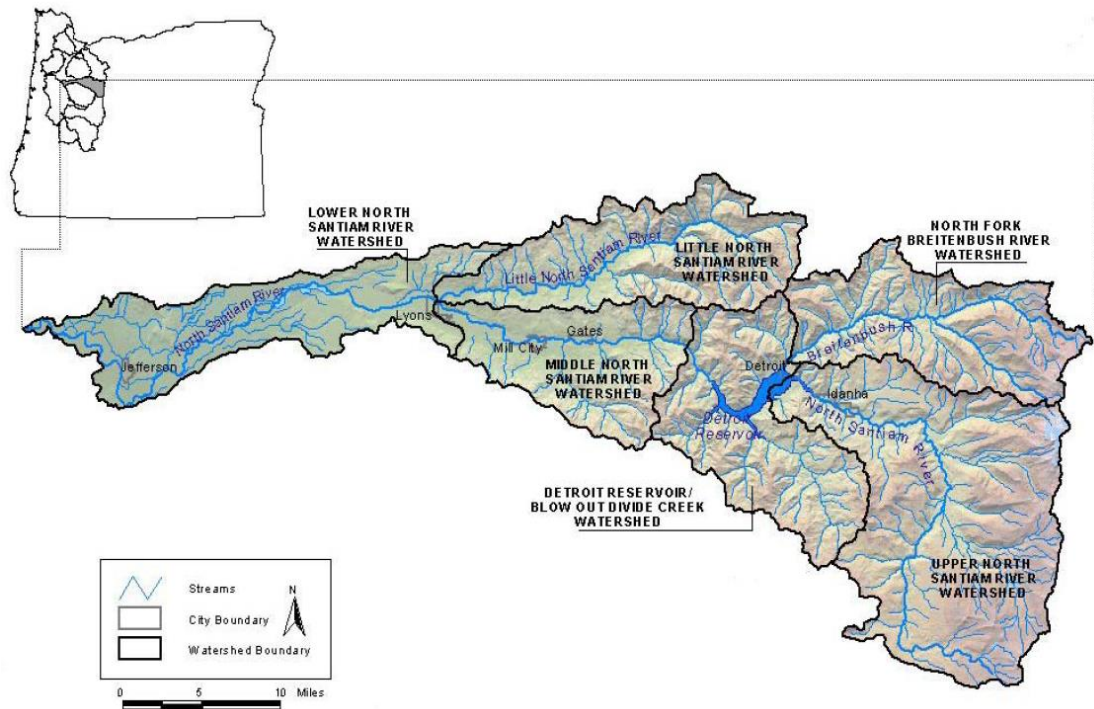 LOWER NORTH
SANTIAM RIVER
WATERSHED
NORTH FORK
BREITENBUSH RIVER
WATERSHED
Little North Santiam River
LITTLE NORTH
SANTIAM RIVER
WATERSHED
North Santiam River
Lyons
Gates
Mill City
Jefferson
MIDDLE NORTH
SANTIAM RIVER
WATERSHED
Detroit
Idanha
Detroit
Reservoir
North Santiam River
DETROIT RESERVOIR/
BLOW OUT DIVIDE CREEK
WATERSHED
UPPER NORTH
SANTIAM RIVER
WATERSHED
Streams
City Boundary
Watershed Boundary
N
0 5 10 Miles